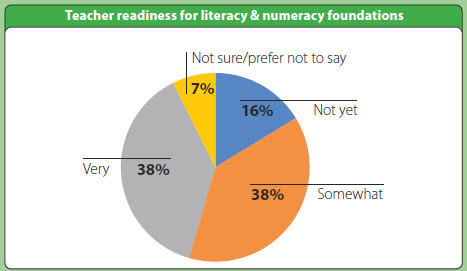 Teacher readiness for literacy & numeracy foundations
Not sure/prefer not to say
7%
16%
Not yet
Very
38%
38%
Somewhat